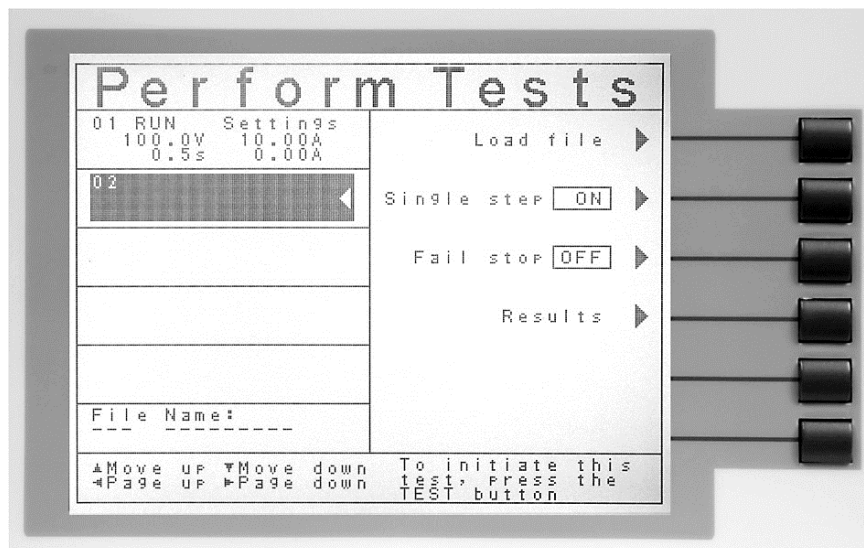 Perform Tests
01 RUN Settings
100.0V 10.00A
0.5s 0.00A
02
Load file
Single step ON
Fail stop OFF
Results
File Name:
▲Move up ▼Move down
◄Page up ►Page down
To initiate this
test, press the
TEST button